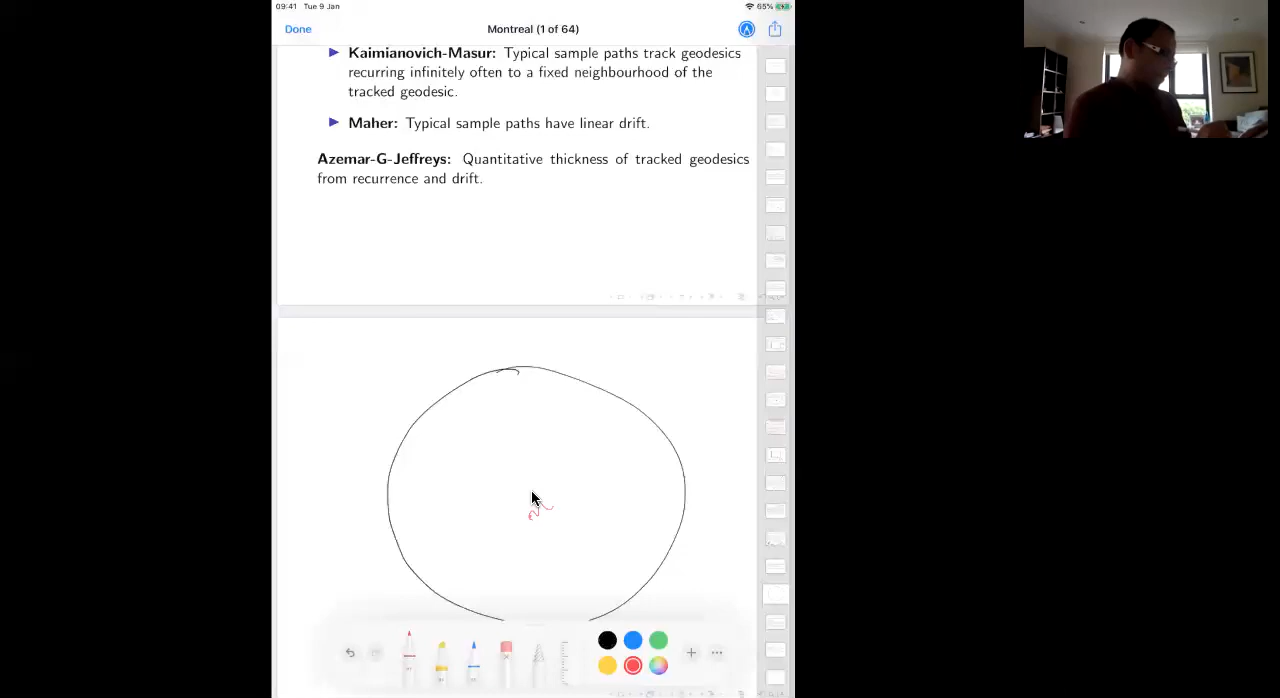 09:41 Tue 9 Jan
65%
Done
Montreal (1 of 64)
Kaimianovich-Masur: Typical sample paths track geodesics
recurring infinitely often to a fixed neighbourhood of the
tracked geodesic.
Maher: Typical sample paths have linear drift.
Azemar-G-Jeffreys: Quantitative thickness of tracked geodesics
from recurrence and drift.